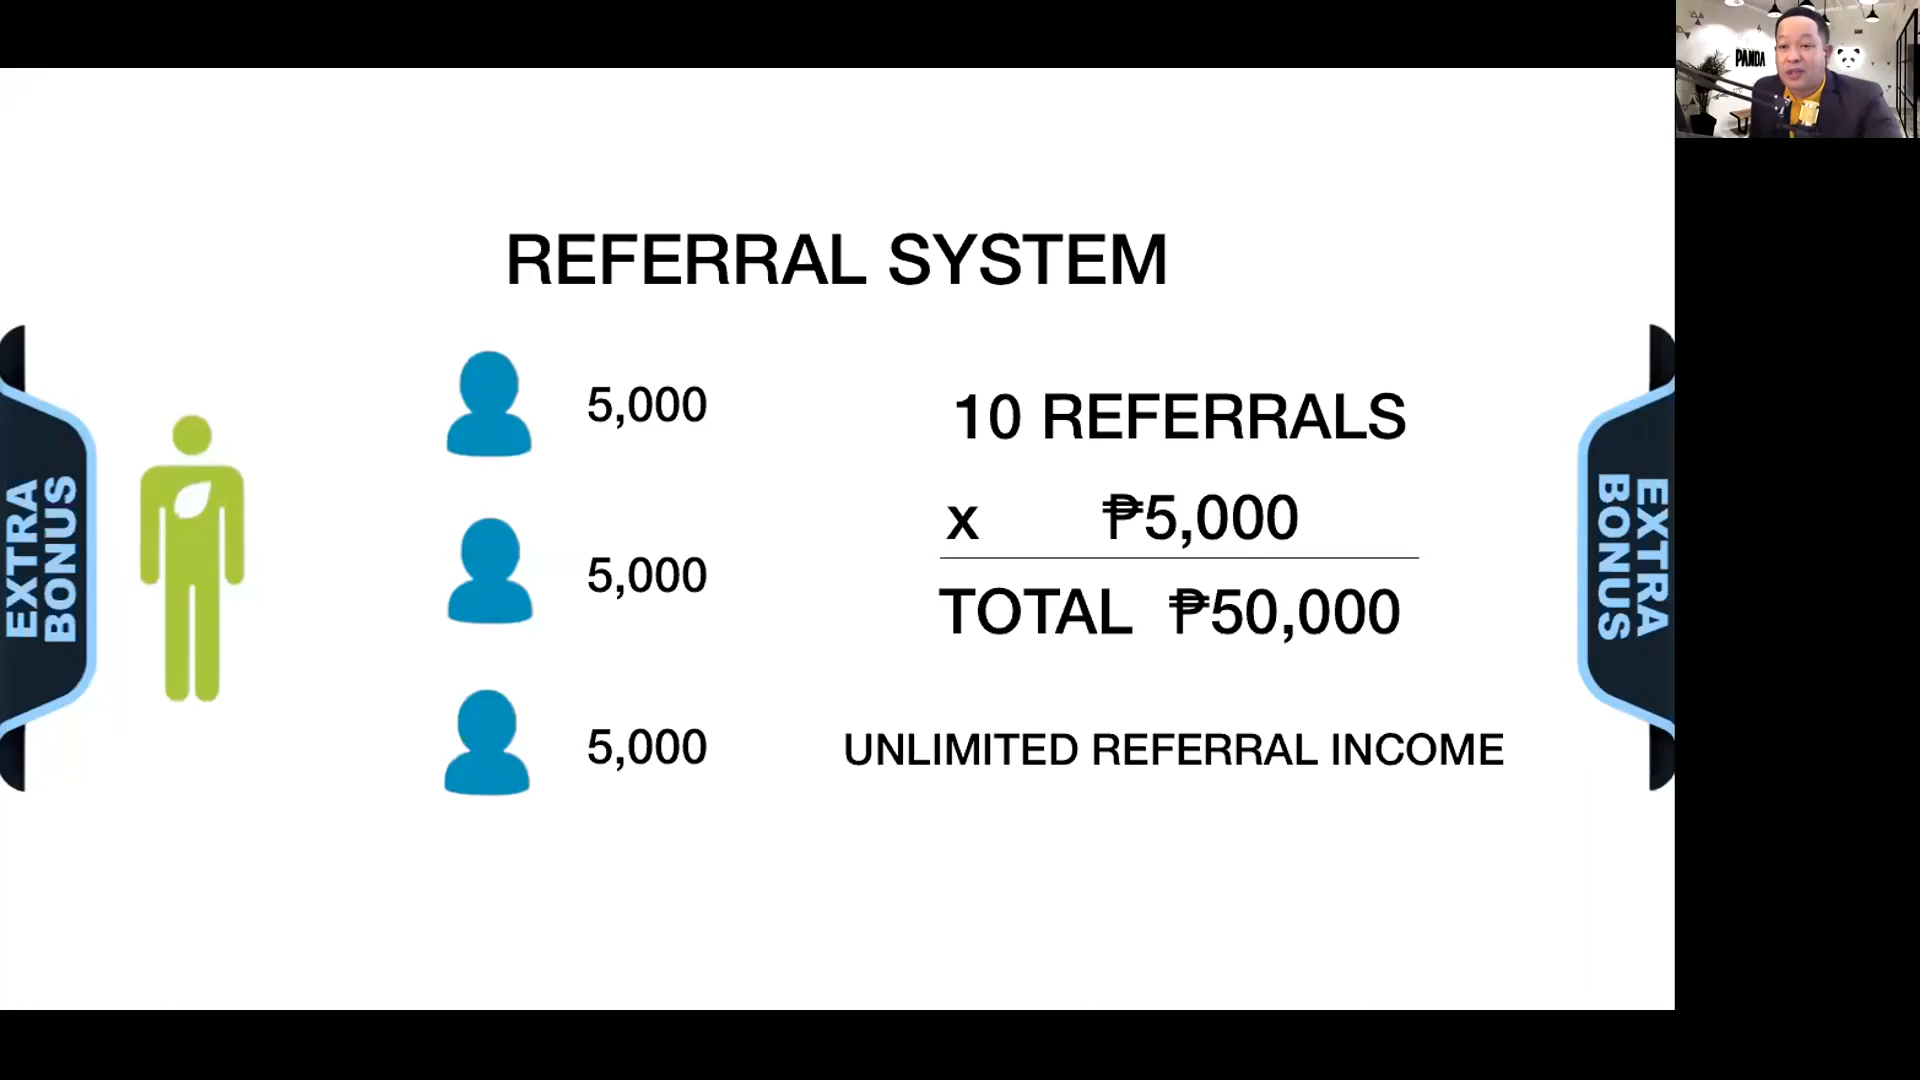 PANDA
REFERRAL SYSTEM
EXTRA
BONUS
5,000
5,000
5,000
10 REFERRALS
x ₱5,000
TOTAL ₱50,000
UNLIMITED REFERRAL INCOME
EXTRA
BONUS